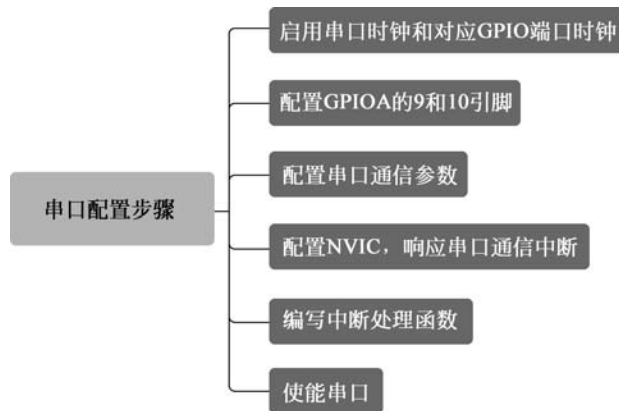 启用串口时钟和对应GPIO端口时钟
配置GPIOA的9和10引脚
配置串口通信参数
串口配置步骤
配置NVIC，响应串口通信中断
编写中断处理函数
使能串口